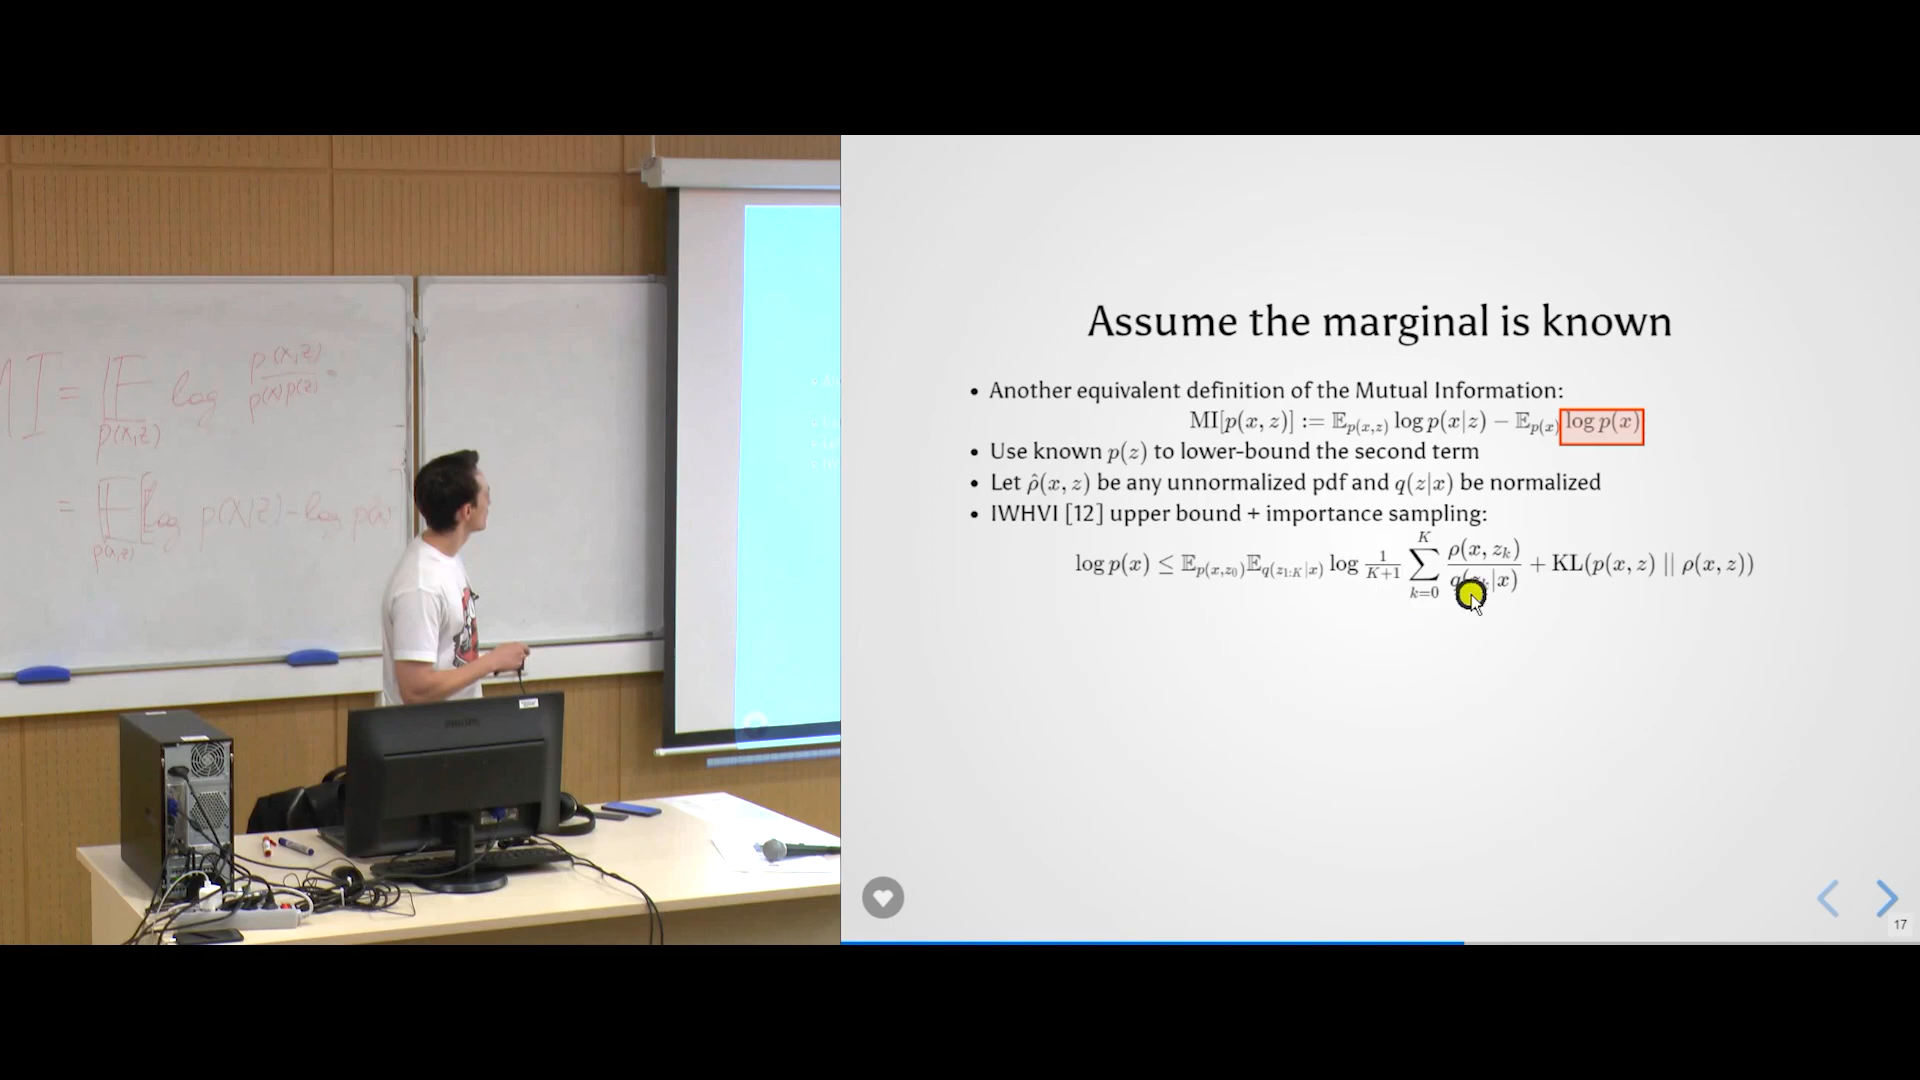 MI = 𝔼_{p(x,z)} log p(x,z) / p(x)p(z)
= 𝔼_{p(x,z)} [log p(x|z) - log p(x)
PHILIPS
Assume the marginal is known
• Another equivalent definition of the Mutual Information:
MI[p(x, z)] := 𝔼_{p(x,z)} log p(x|z) − 𝔼_{p(x)} log p(x)
• Use known p(z) to lower-bound the second term
• Let ρ̂(x, z) be any unnormalized pdf and q(z|x) be normalized
• IWHVI [12] upper bound + importance sampling:
log p(x) ≤ 𝔼_{p(x,z_0)} 𝔼_{q(z_{1:K}|x)} log 1/(K+1) ∑_{k=0}^{K} ρ(x, z_k) / q(z_k|x) + KL(p(x, z) || ρ(x, z))
17